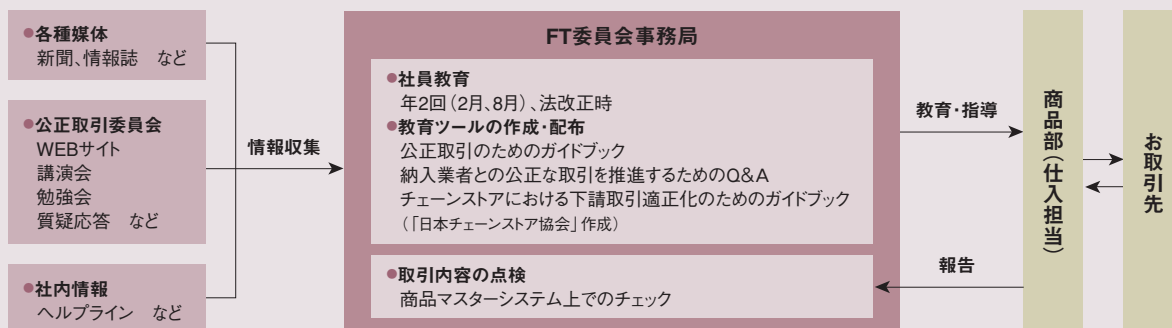 ●各種媒体
新聞、情報誌　など
●公正取引委員会
WEBサイト
講演会
勉強会
質疑応答　など
●社内情報
ヘルプライン　など
情報収集
FT委員会事務局
●社員教育
年2回（2月、8月）、法改正時
●教育ツールの作成・配布
公正取引のためのガイドブック
納入業者との公正な取引を推進するためのQ&A
チェーンストアにおける下請取引適正化のためのガイドブック
（「日本チェーンストア協会」作成）
●取引内容の点検
商品マスターシステム上でのチェック
教育・指導
報告
商品部（仕入担当）
お取引先